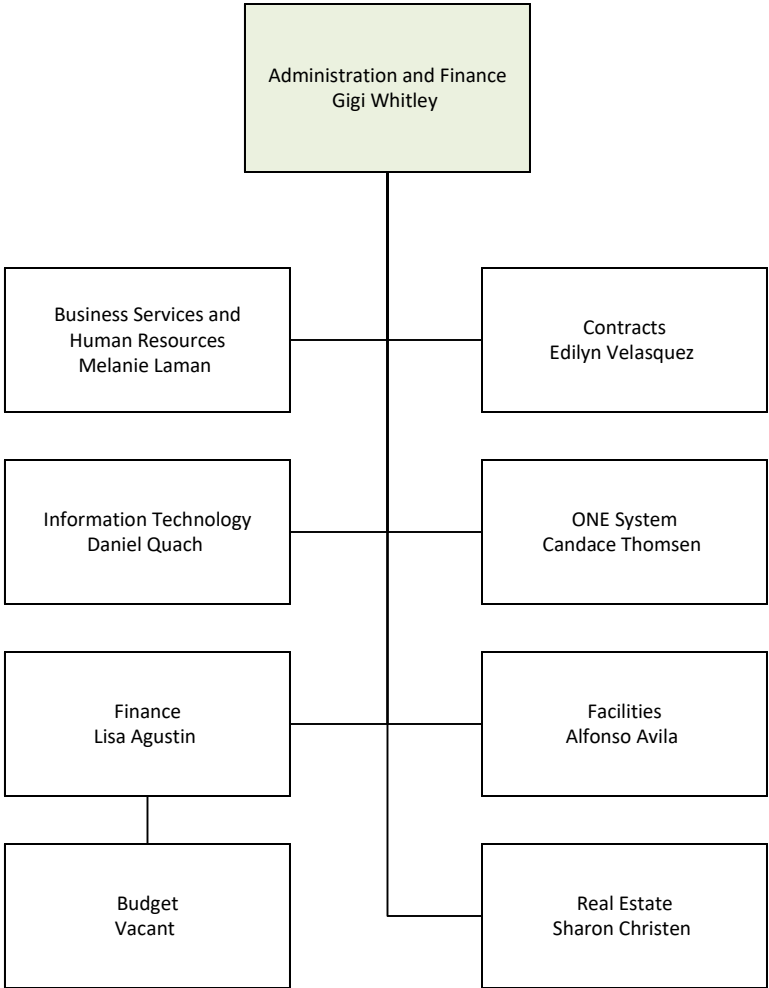 Administration and Finance
Gigi Whitley
Business Services and
Human Resources
Melanie Laman
Contracts
Edilyn Velasquez
Information Technology
Daniel Quach
ONE System
Candace Thomsen
Finance
Lisa Agustin
Facilities
Alfonso Avila
Budget
Vacant
Real Estate
Sharon Christen